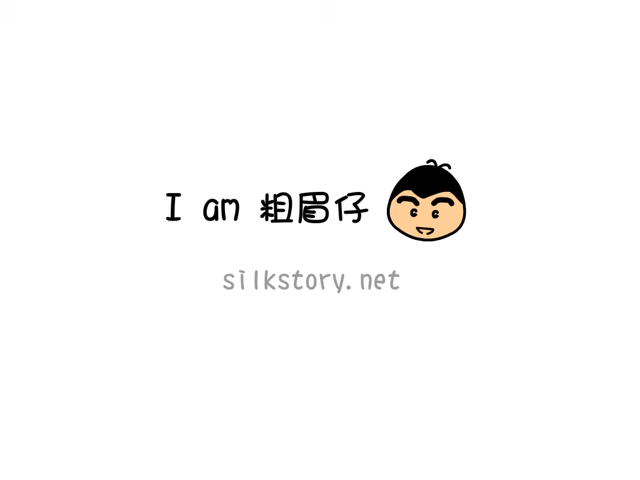 I am 粗眉仔
silkstory.net